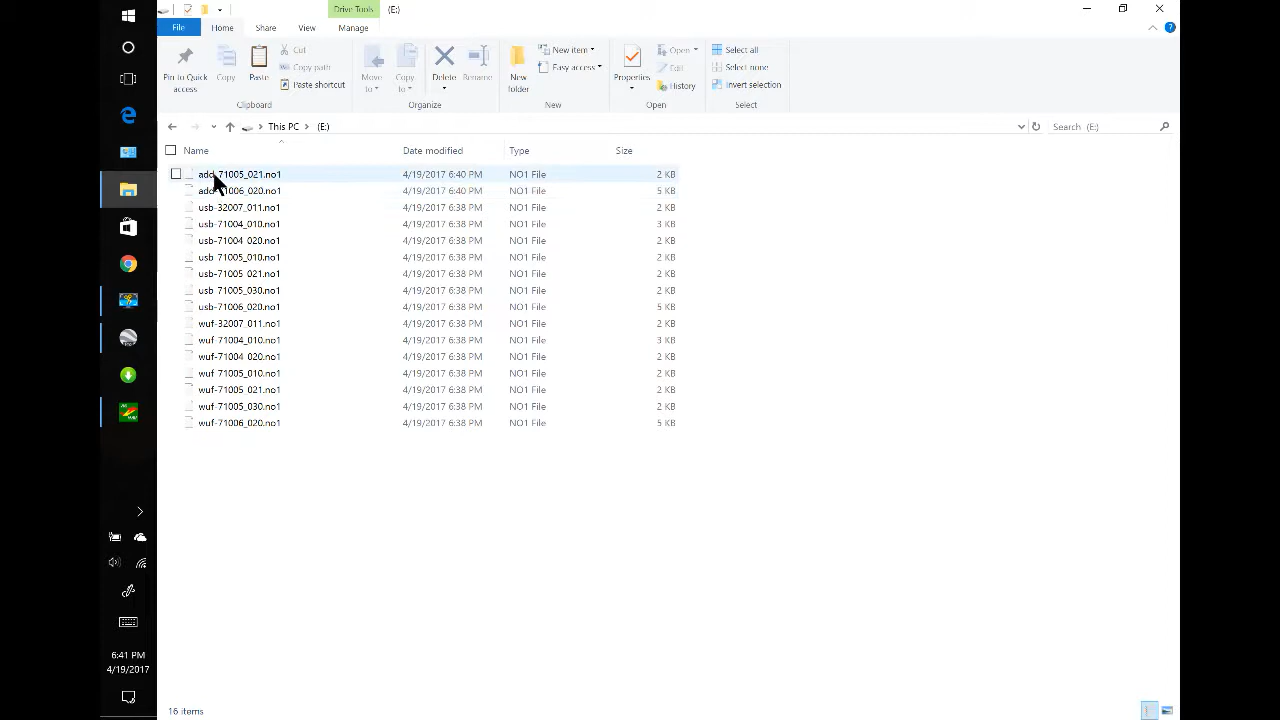 Drive Tools (E:)
File Home Share View Manage
Pin to Quick access
Copy
Paste
Cut
Copy path
Paste shortcut
Move to
Copy to
Delete
Rename
New folder
New item
Easy access
Properties
Open
Edit
History
Select all
Select none
Invert selection
Clipboard Organize New Open Select
This PC (E:) Search (E:)
Name Date modified Type Size
4/19/2017 6:40 PM NO1 File 2 KB
4/19/2017 6:40 PM NO1 File 5 KB
usb-32007_011.no1 4/19/2017 6:38 PM NO1 File 2 KB
usb-71004_010.no1 4/19/2017 6:38 PM NO1 File 3 KB
usb-71004_020.no1 4/19/2017 6:38 PM NO1 File 2 KB
usb-71005_010.no1 4/19/2017 6:38 PM NO1 File 2 KB
usb-71005_021.no1 4/19/2017 6:38 PM NO1 File 2 KB
usb-71005_030.no1 4/19/2017 6:38 PM NO1 File 2 KB
usb-71006_020.no1 4/19/2017 6:38 PM NO1 File 5 KB
wuf-32007_011.no1 4/19/2017 6:38 PM NO1 File 2 KB
wuf-71004_010.no1 4/19/2017 6:38 PM NO1 File 3 KB
wuf-71004_020.no1 4/19/2017 6:38 PM NO1 File 2 KB
wuf-71005_010.no1 4/19/2017 6:38 PM NO1 File 2 KB
wuf-71005_021.no1 4/19/2017 6:38 PM NO1 File 2 KB
wuf-71005_030.no1 4/19/2017 6:38 PM NO1 File 2 KB
wuf-71006_020.no1 4/19/2017 6:38 PM NO1 File 5 KB
6:41 PM
4/19/2017
16 items